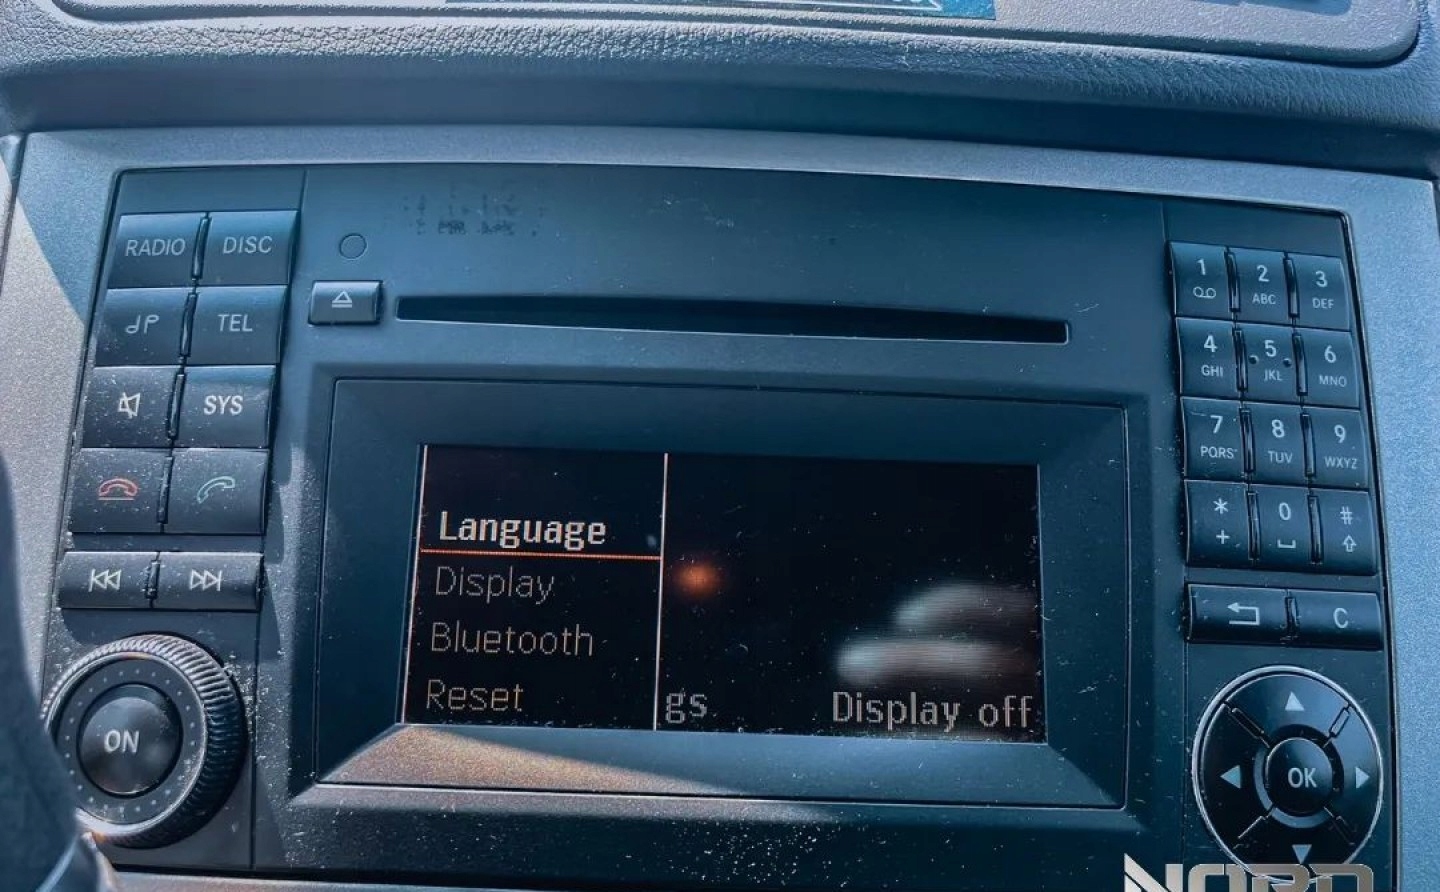 RADIO DISC
TEL
SYS
ON
Language
Display
Bluetooth
Reset
gs Display off
1 2 ABC 3 DEF
4 GHI 5 JKL 6 MNO
7 PQRS 8 TUV 9 WXYZ
* + 0 #
C
OK
NORD